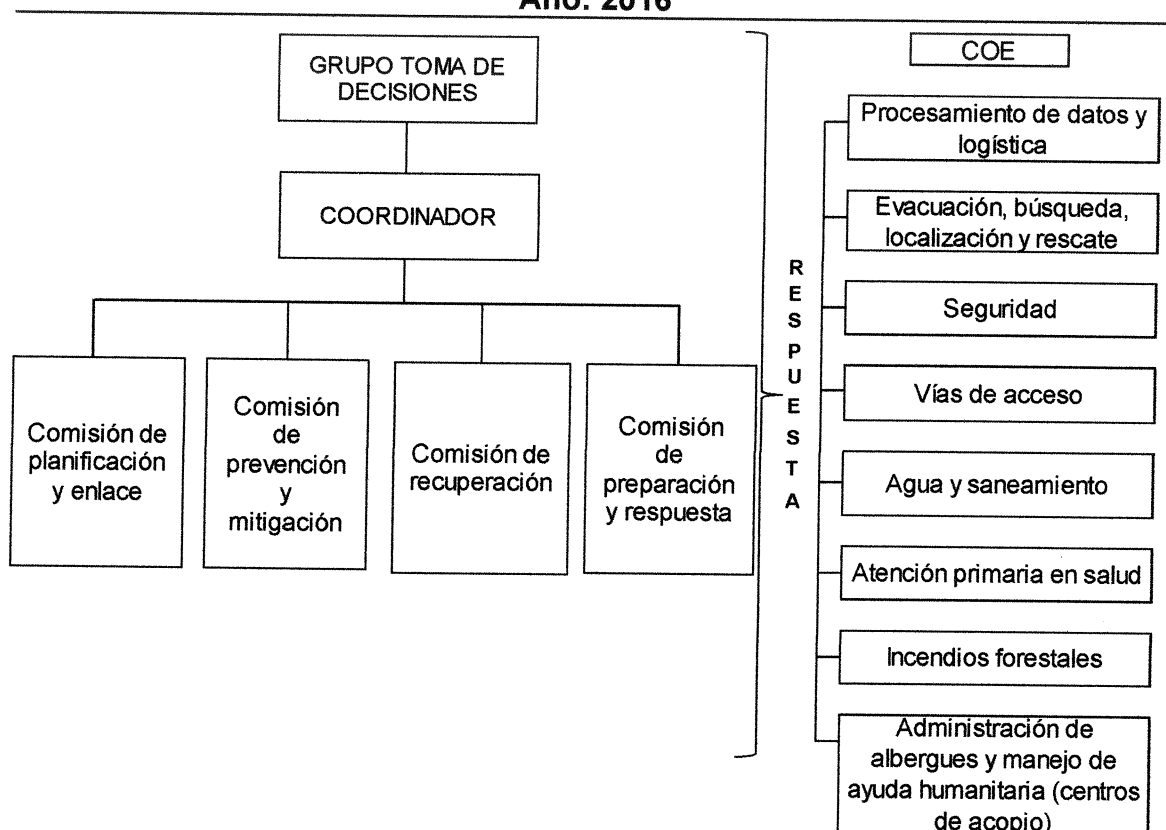 Año: 2016
GRUPO TOMA DE
DECISIONES
COORDINADOR
Comisión de
planificación
y enlace
Comisión
de
prevención
y
mitigación
Comisión de
recuperación
Comisión
de
preparación
y respuesta
RESPUESTA
COE
Procesamiento de datos y
logística
Evacuación, búsqueda,
localización y rescate
Seguridad
Vías de acceso
Agua y saneamiento
Atención primaria en salud
Incendios forestales
Administración de
albergues y manejo de
ayuda humanitaria (centros
de acopio)